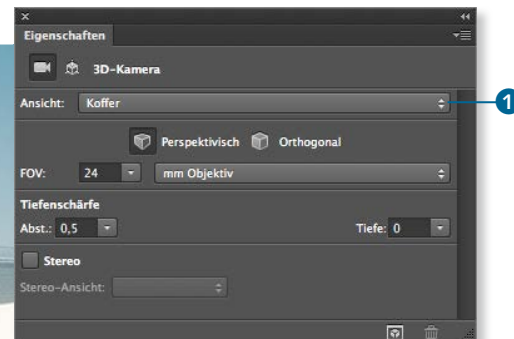 Eigenschaften
3D-Kamera
Ansicht: Koffer
1
Perspektivisch Orthogonal
FOV: 24 mm Objektiv
Tiefenschärfe
Abst.: 0,5 Tiefe: 0
Stereo
Stereo-Ansicht: